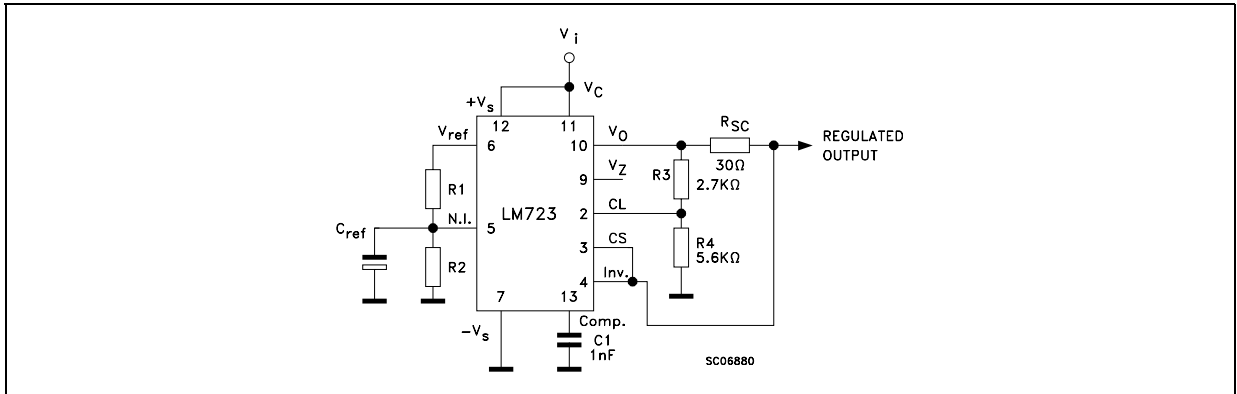 V i
V C
+V s
12 11
V ref
6
10
V O
R SC
30Ω
REGULATED
OUTPUT
9
V Z
R1
R3
2.7KΩ
LM723
2
CL
N.I.
5
C ref
3
CS
R4
5.6KΩ
R2
4
Inv.
7 13
−V s
Comp.
C1
1nF
SC06880